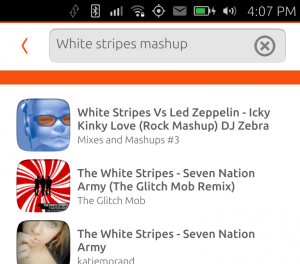 4:07 PM
White stripes mashup
White Stripes Vs Led Zeppelin - Icky
Kinky Love (Rock Mashup) DJ Zebra
Mixes and Mashups #3
The White Stripes - Seven Nation
Army (The Glitch Mob Remix)
The Glitch Mob
The White Stripes - Seven Nation
Army
katiemorand